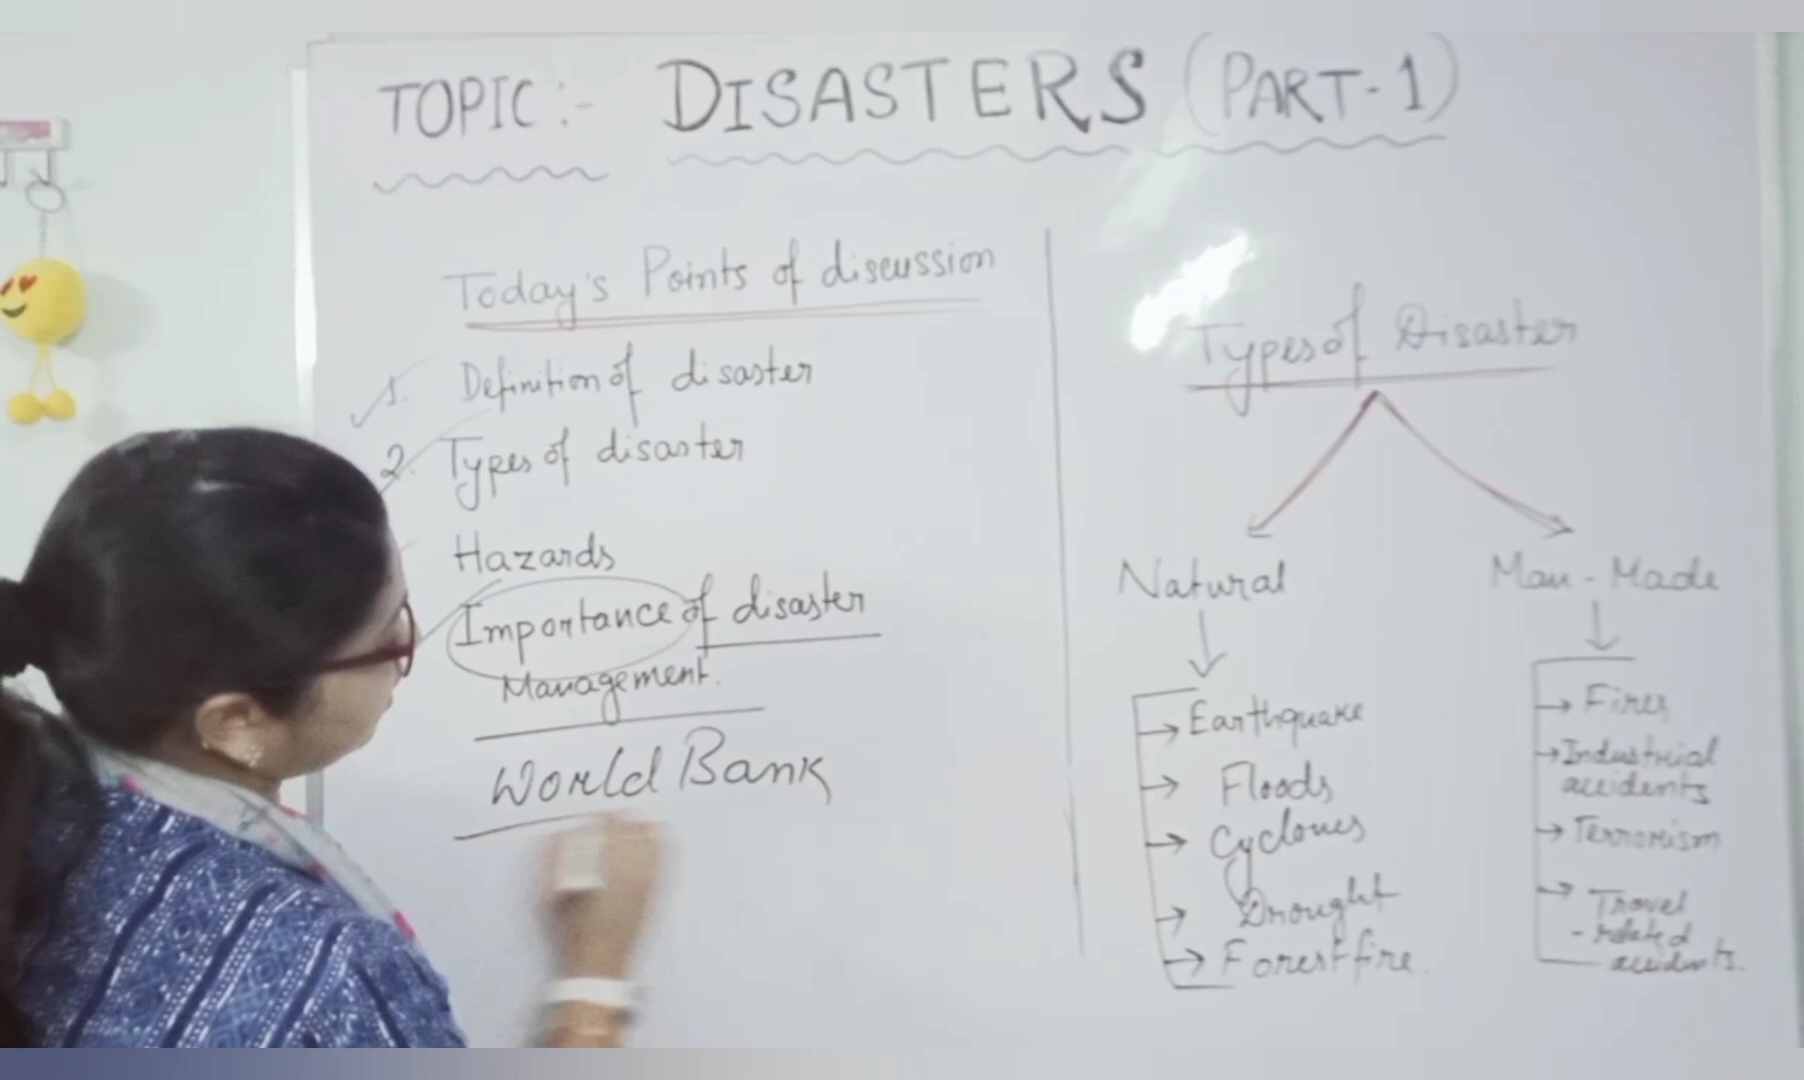 TOPIC :- DISASTERS (PART-1)
Today's Points of discussion
1. Definition of disaster
2. Types of disaster
Hazards
Importance of disaster
Management.
World Bank
Types of Disaster
Natural
Earthquake
Floods
Cyclones
Drought
Forest fire
Man-Made
Fires
Industrial
accidents
Terrorism
Travel
-related
accidents.